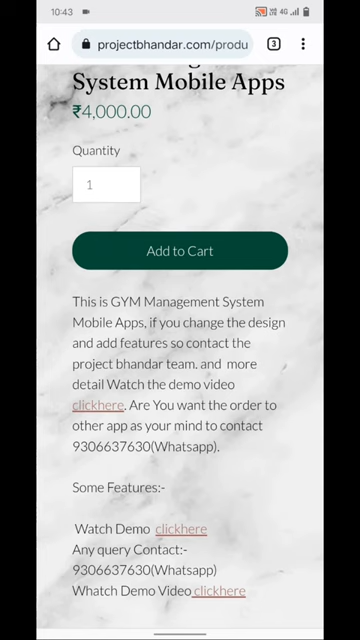 10:43
4G
projectbhandar.com/produ
3
System Mobile Apps
₹4,000.00
Quantity
1
Add to Cart
This is GYM Management System
Mobile Apps, if you change the design
and add features so contact the
project bhandar team. and more
detail Watch the demo video
clickhere. Are You want the order to
other app as your mind to contact
9306637630(Whatsapp).
Some Features:-
Watch Demo clickhere
Any query Contact:-
9306637630(Whatsapp)
Whatch Demo Video clickhere